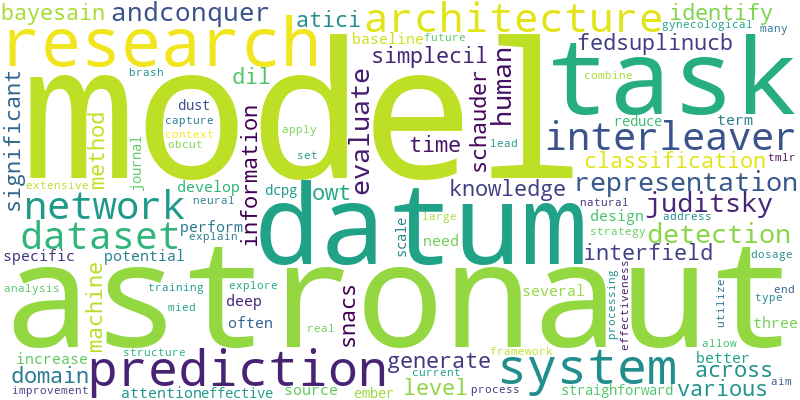 bayesain andconquer atici architecture identify
gynecological
research baseline future many
simplecil fedsuplinucb
model task
brash dil combine
significant dust human
capture evaluate schauder reduce term
context time interleaver
method journal obcut apply set lead
information classification tmlr
extensive develop dcpg owt knowledge representation
network neural natural juditsky
datum large design address
dataset perform explain scale need strategy detection
specific potential interfield dosage
astronaut
machine analysis training explore deep snacs several utilize end
mied often real processing effectiveness type three
increase structure framework allow
domain prediction generate system across better
current
improvement attention effective source ember level process straighforward various aim